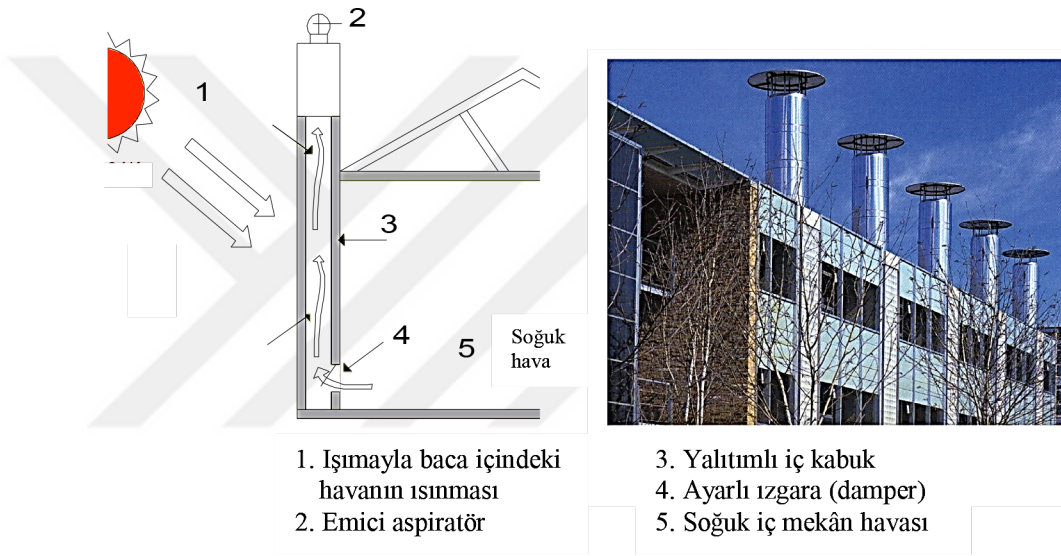 2
1
3
4
5
Soğuk
hava
1. Işımayla baca içindeki
havanın ısınması
2. Emici aspiratör
3. Yalıtımlı iç kabuk
4. Ayarlı ızgara (damper)
5. Soğuk iç mekân havası